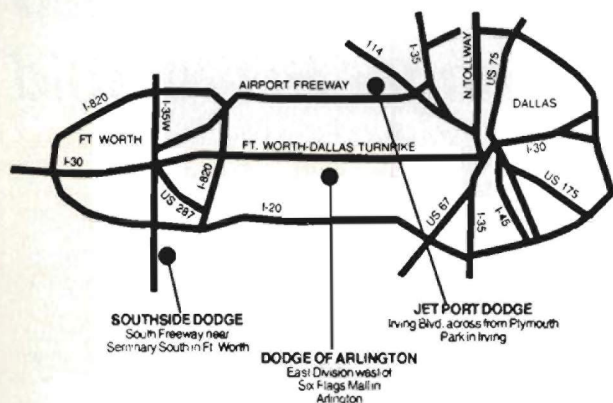 114
I-35
N TOLLWAY
US 75
AIRPORT FREEWAY
DALLAS
I-820
I-35W
FT. WORTH
FT. WORTH-DALLAS TURNPIKE
I-30
I-30
I-820
US 287
I-20
US 67
I-35
I-45
US 175
SOUTHSIDE DODGE
South Freeway near
Seminary South in Ft. Worth
JET PORT DODGE
Irving Blvd. across from Plymouth
Park in Irving
DODGE OF ARLINGTON
East Division west of
Six Flags Mall in
Arlington